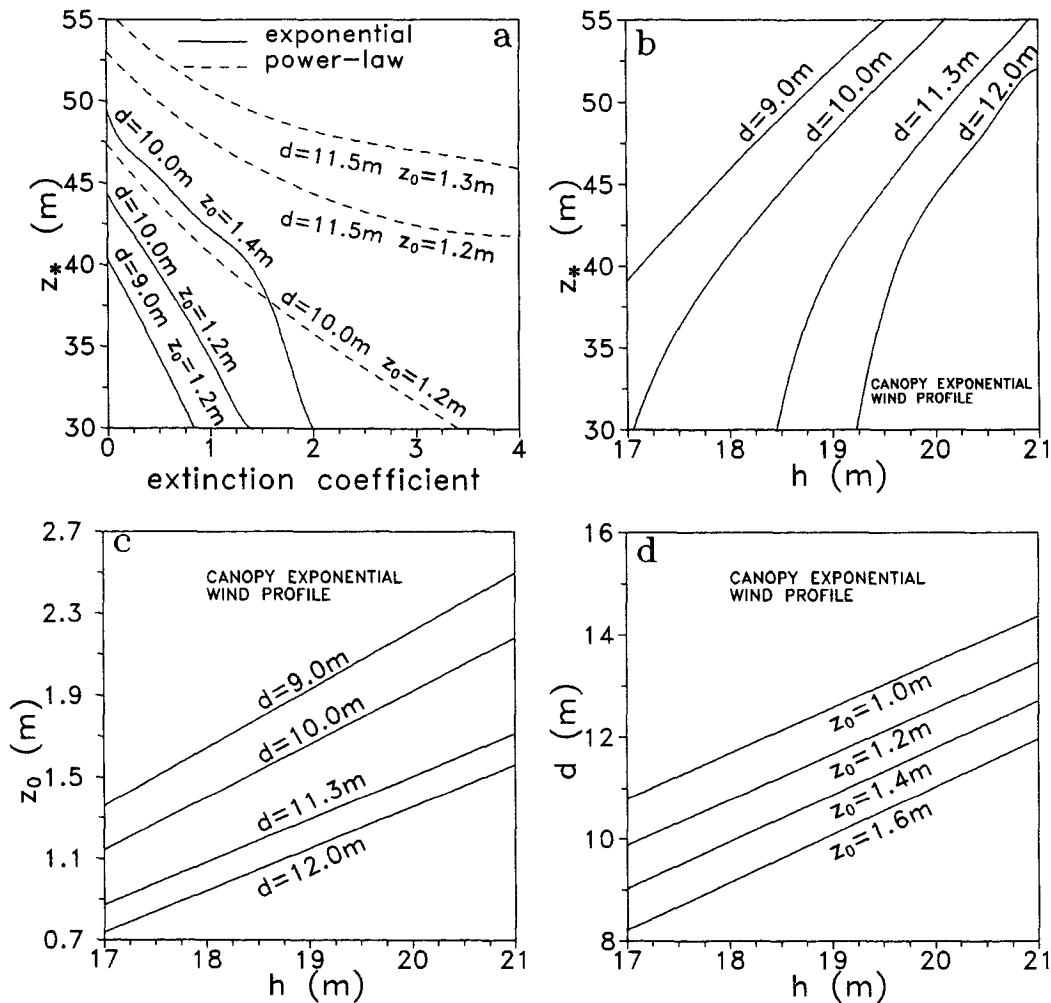 exponential
power-law
a
55
50
45
40
35
30
z* (m)
d=10.0m z0=1.4m
d=10.0m z0=1.2m
d=9.0m z0=1.2m
d=11.5m z0=1.3m
d=11.5m z0=1.2m
d=10.0m z0=1.2m
0 1 2 3 4
extinction coefficient
b
55
50
45
40
35
30
z* (m)
d=9.0m
d=10.0m
d=11.3m
d=12.0m
CANOPY EXPONENTIAL
WIND PROFILE
17 18 19 20 21
h (m)
c
2.7
2.3
1.9
1.5
1.1
0.7
z0 (m)
CANOPY EXPONENTIAL
WIND PROFILE
d=9.0m
d=10.0m
d=11.3m
d=12.0m
17 18 19 20 21
h (m)
d
16
14
12
10
8
d (m)
CANOPY EXPONENTIAL
WIND PROFILE
z0=1.0m
z0=1.2m
z0=1.4m
z0=1.6m
17 18 19 20 21
h (m)